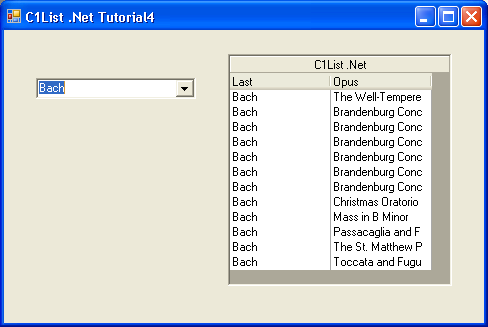 C1List .Net Tutorial4
Bach
C1List .Net
Last Opus
Bach The Well-Tempere
Bach Brandenburg Conc
Bach Brandenburg Conc
Bach Brandenburg Conc
Bach Brandenburg Conc
Bach Brandenburg Conc
Bach Brandenburg Conc
Bach Christmas Oratorio
Bach Mass in B Minor
Bach Passacaglia and F
Bach The St. Matthew P
Bach Toccata and Fugu